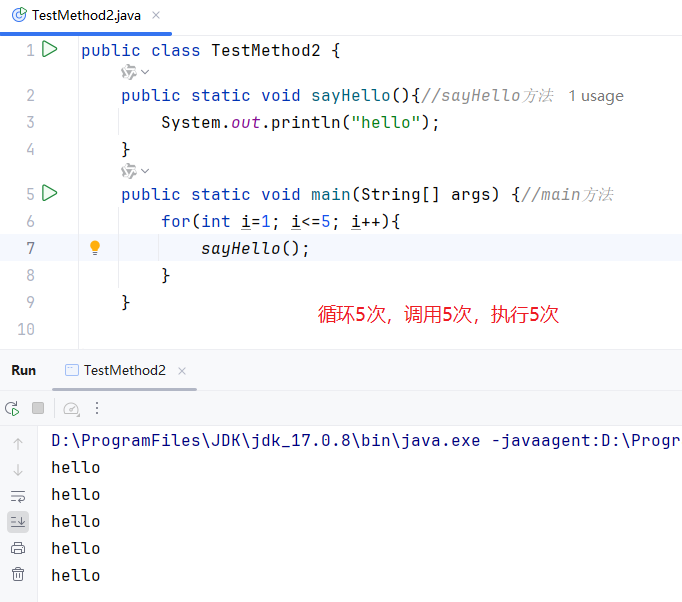 TestMethod2.java
1 public class TestMethod2 {
2 public static void sayHello(){//sayHello方法 1 usage
3 System.out.println("hello");
4 }
5 public static void main(String[] args) {//main方法
6 for(int i=1; i<=5; i++){
7 sayHello();
8 }
9 }
循环5次，调用5次，执行5次
10
Run TestMethod2
D:\ProgramFiles\JDK\jdk_17.0.8\bin\java.exe -javaagent:D:\Progr
hello
hello
hello
hello
hello